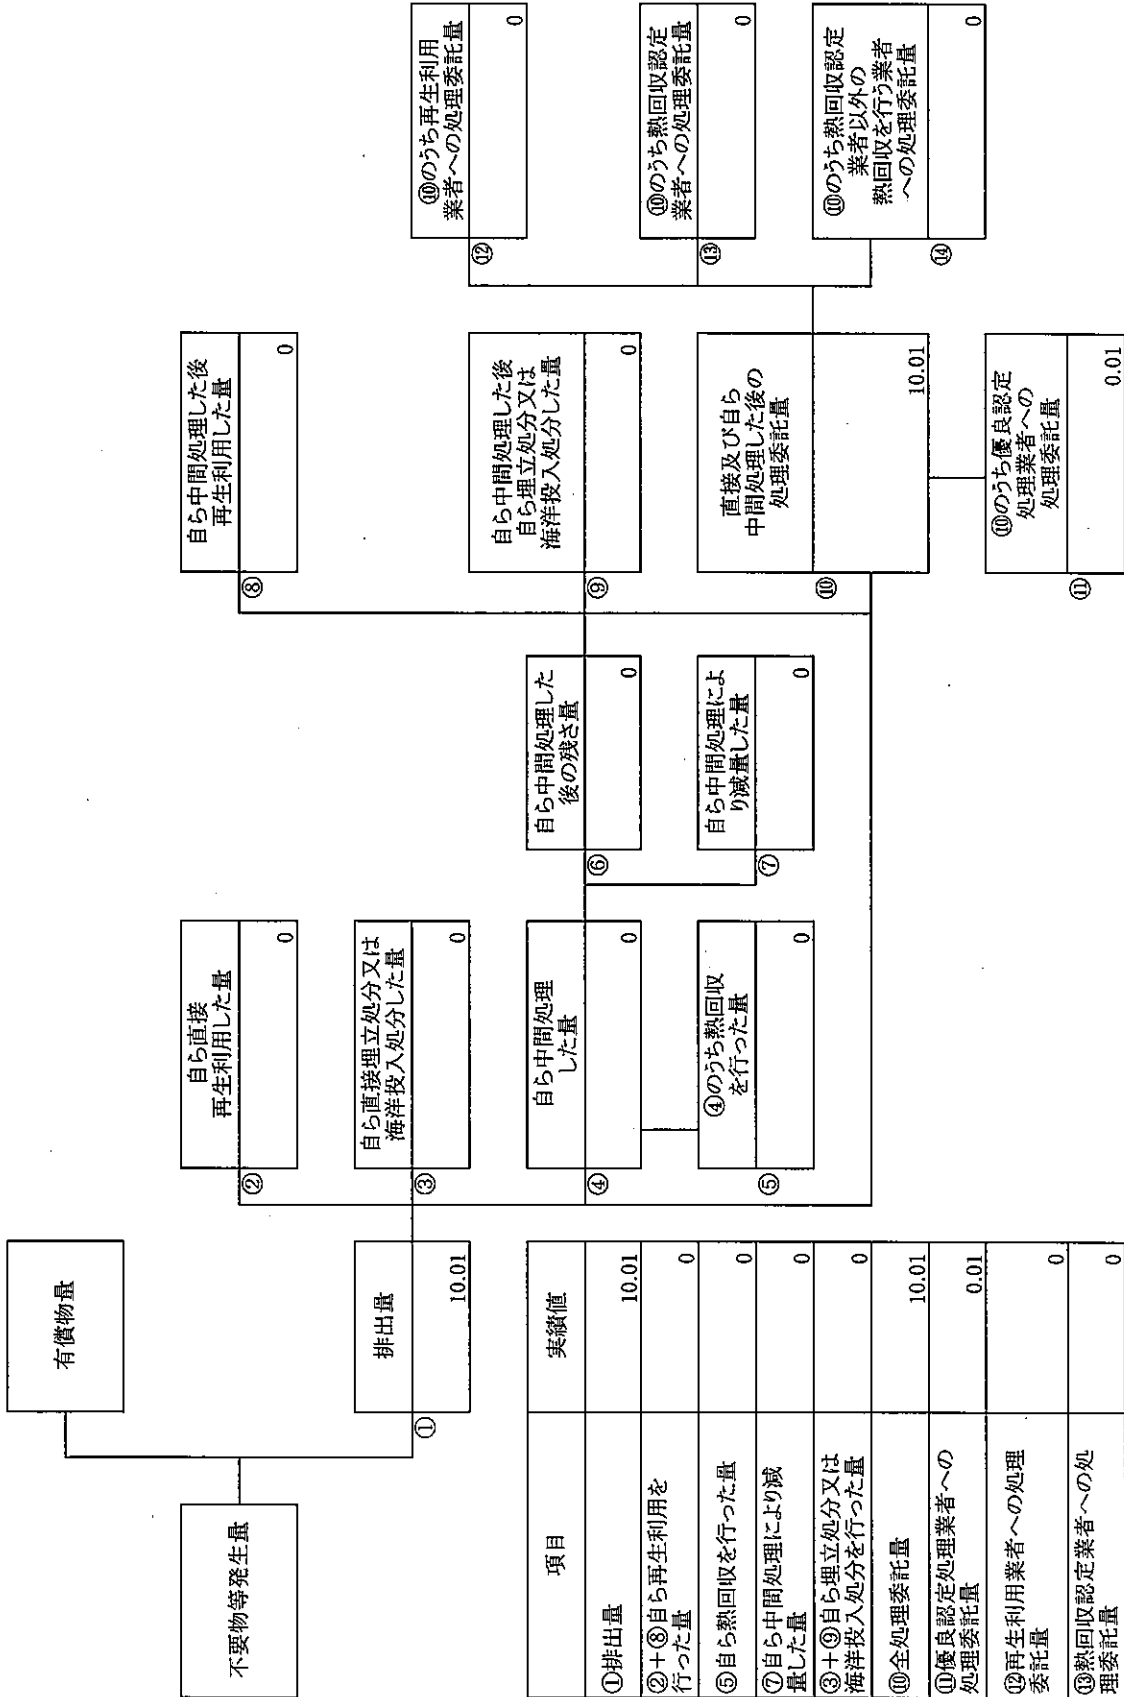 不要物等発生量
有償物量
排出量
①
10.01
自ら直接
再生利用した量
②
0
自ら直接埋立処分又は
海洋投入処分した量
③
0
自ら中間処理
した量
④
0
④のうち熱回収
を行った量
⑤
0
自ら中間処理した
後の残さ量
⑥
0
自ら中間処理によ
り減量した量
⑦
0
自ら中間処理した後
再生利用した量
⑧
0
自ら中間処理した後
自ら埋立処分又は
海洋投入処分した量
⑨
0
直接及び自ら
中間処理した後の
処理委託量
⑩
10.01
⑩のうち優良認定
処理業者への
処理委託量
⑪
0.01
⑩のうち再生利用
業者への処理委託量
⑫
0
⑩のうち熱回収認定
業者への処理委託量
⑬
0
⑩のうち熱回収認定
業者以外の
熱回収を行う業者
への処理委託量
⑭
0
項目
実績値
①排出量
10.01
②+⑧自ら再生利用を
行った量
0
⑤自ら熱回収を行った量
0
⑦自ら中間処理により減
量した量
0
③+⑨自ら埋立処分又は
海洋投入処分を行った量
0
⑩全処理委託量
10.01
⑪優良認定処理業者への
処理委託量
0.01
⑫再生利用業者への処理
委託量
0
⑬熱回収認定業者への処
理委託量
0